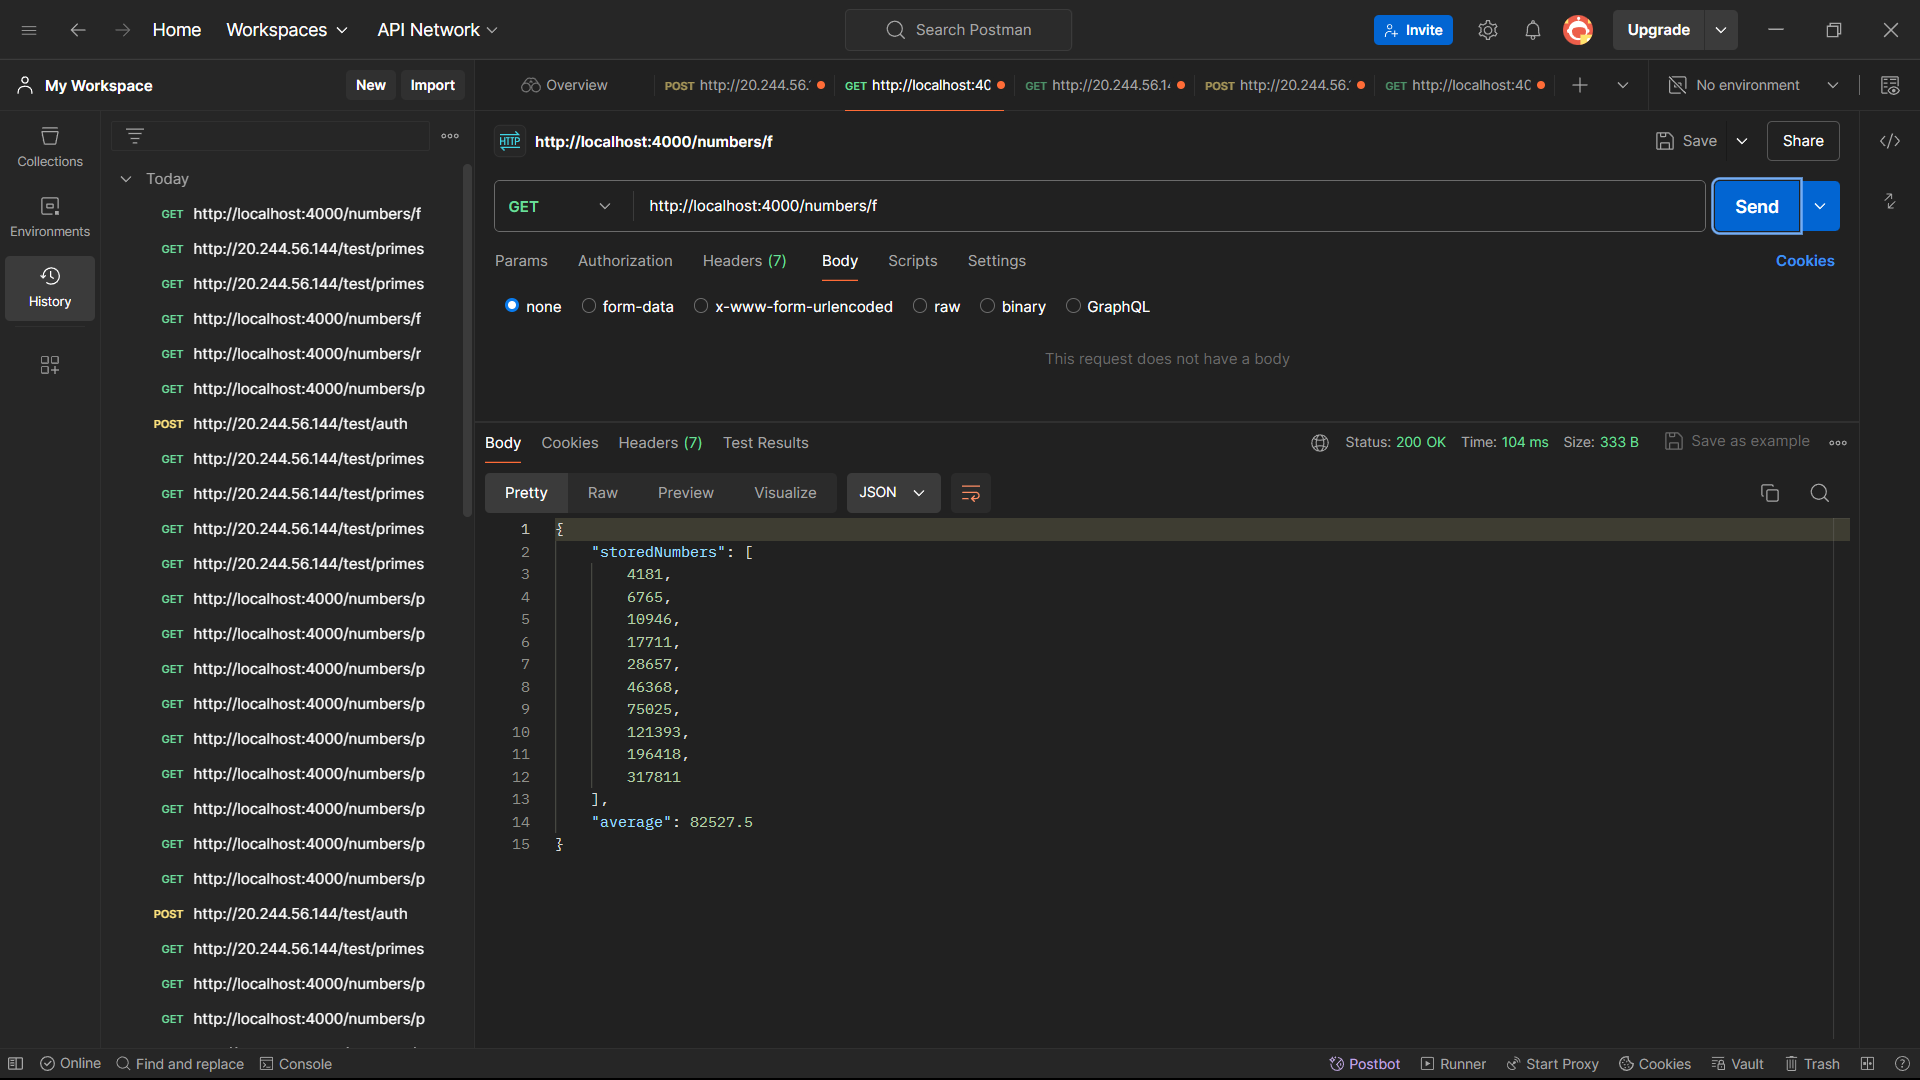 Home
Workspaces
API Network
Search Postman
Invite
Upgrade
My Workspace
New
Import
Overview
POST http://20.244.56.
GET http://localhost:40
GET http://20.244.56.14
POST http://20.244.56.
GET http://localhost:40
No environment
Collections
Environments
History
Today
GET http://localhost:4000/numbers/f
GET http://20.244.56.144/test/primes
GET http://20.244.56.144/test/primes
GET http://localhost:4000/numbers/f
GET http://localhost:4000/numbers/r
GET http://localhost:4000/numbers/p
POST http://20.244.56.144/test/auth
GET http://20.244.56.144/test/primes
GET http://20.244.56.144/test/primes
GET http://20.244.56.144/test/primes
GET http://20.244.56.144/test/primes
GET http://localhost:4000/numbers/p
GET http://localhost:4000/numbers/p
GET http://localhost:4000/numbers/p
GET http://localhost:4000/numbers/p
GET http://localhost:4000/numbers/p
GET http://localhost:4000/numbers/p
GET http://localhost:4000/numbers/p
GET http://localhost:4000/numbers/p
GET http://localhost:4000/numbers/p
POST http://20.244.56.144/test/auth
GET http://20.244.56.144/test/primes
GET http://localhost:4000/numbers/p
GET http://localhost:4000/numbers/p
HTTP http://localhost:4000/numbers/f
Save
Share
GET
http://localhost:4000/numbers/f
Send
Params
Authorization
Headers (7)
Body
Scripts
Settings
Cookies
none
form-data
x-www-form-urlencoded
raw
binary
GraphQL
This request does not have a body
Body
Cookies
Headers (7)
Test Results
Status: 200 OK
Time: 104 ms
Size: 333 B
Save as example
Pretty
Raw
Preview
Visualize
JSON
1 {
2 "storedNumbers": [
3 4181,
4 6765,
5 10946,
6 17711,
7 28657,
8 46368,
9 75025,
10 121393,
11 196418,
12 317811
13 ],
14 "average": 82527.5
15 }
Online
Find and replace
Console
Postbot
Runner
Start Proxy
Cookies
Vault
Trash